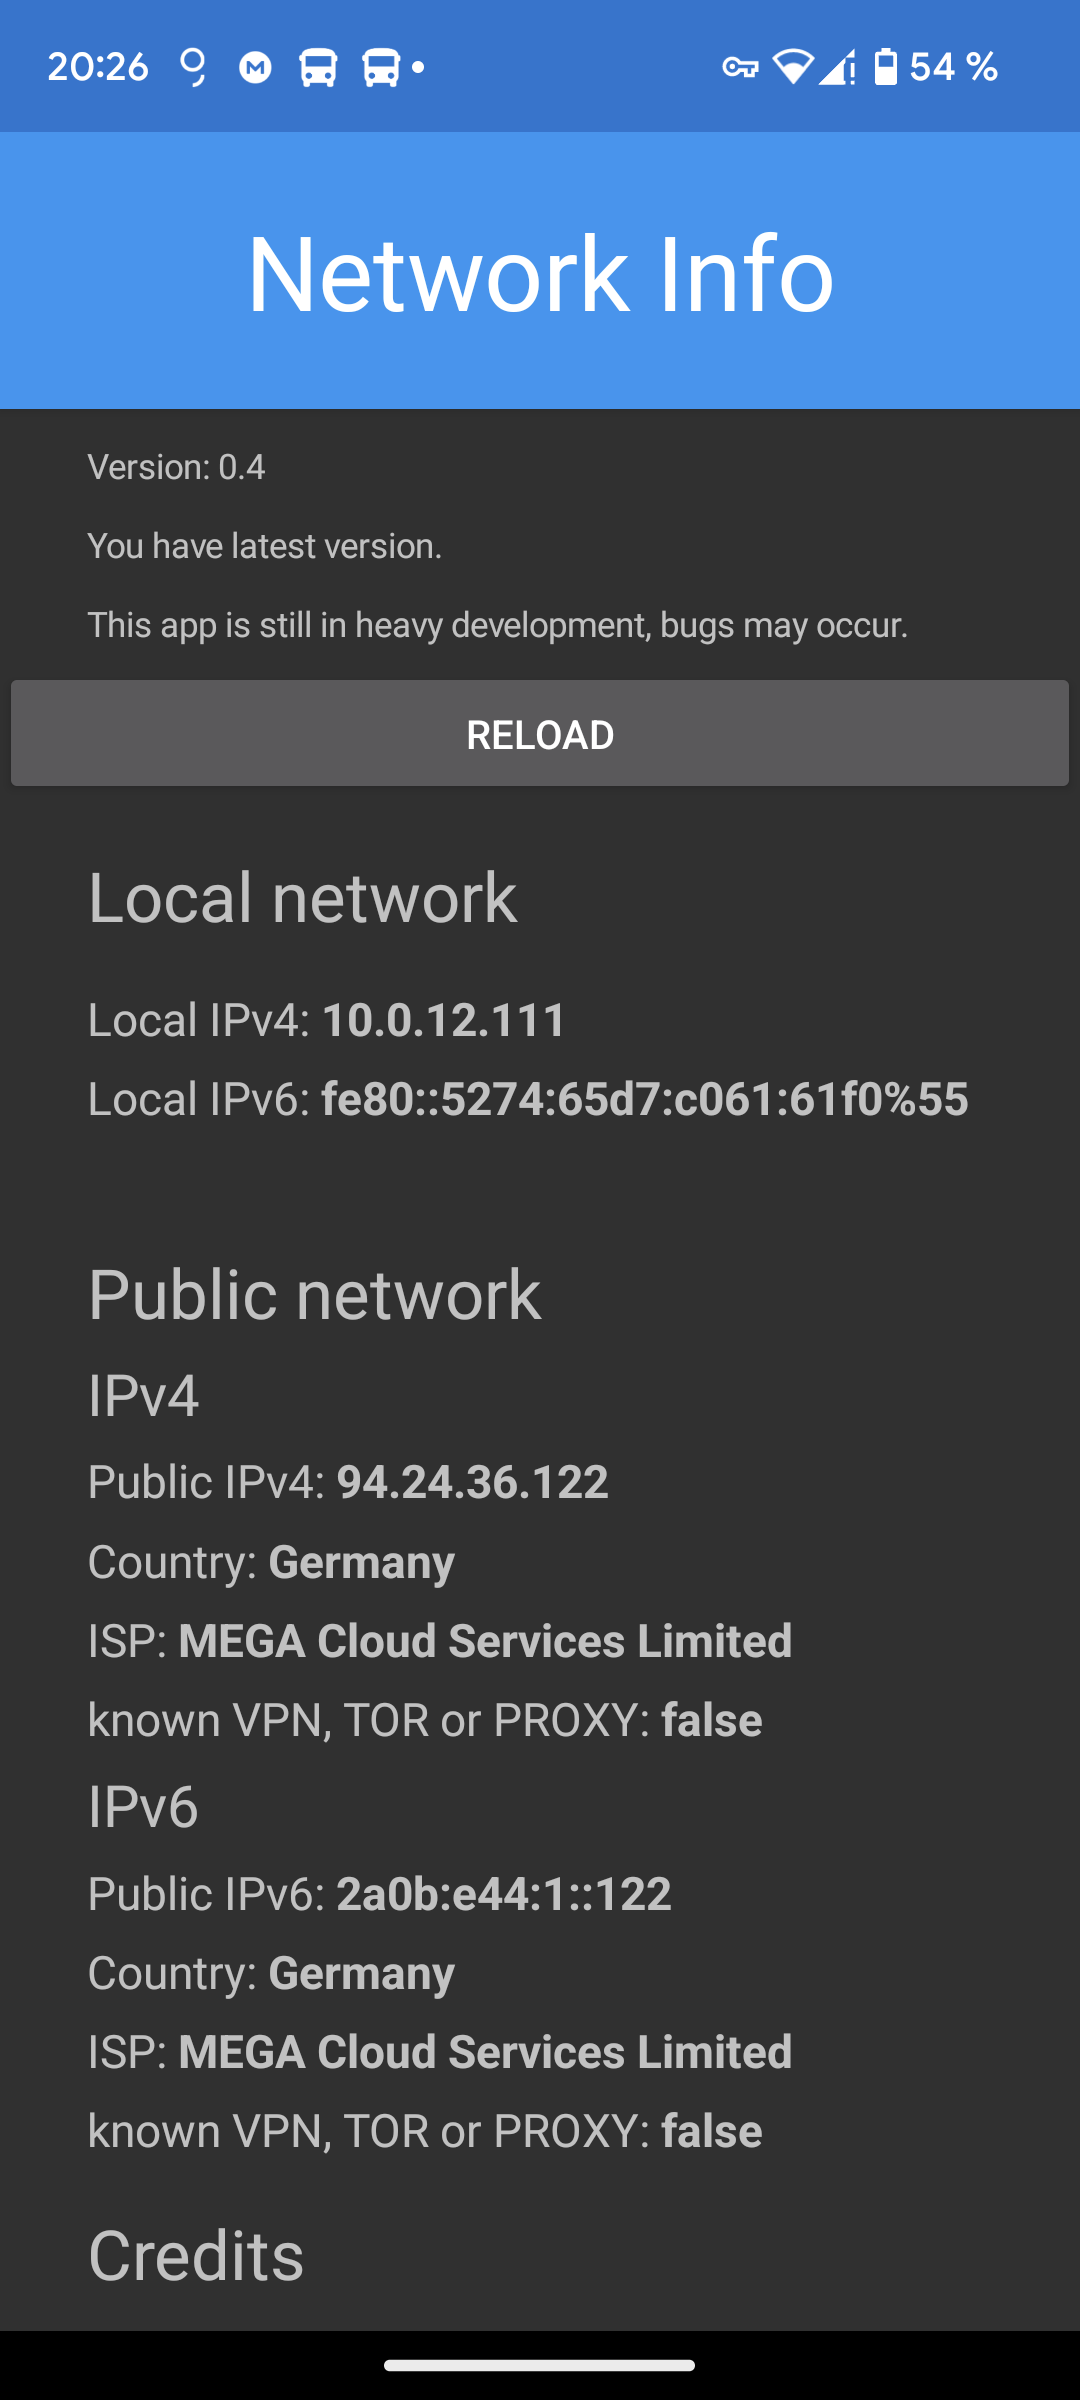 20:26
54 %
Network Info
Version: 0.4
You have latest version.
This app is still in heavy development, bugs may occur.
RELOAD
Local network
Local IPv4: 10.0.12.111
Local IPv6: fe80::5274:65d7:c061:61f0%55
Public network
IPv4
Public IPv4: 94.24.36.122
Country: Germany
ISP: MEGA Cloud Services Limited
known VPN, TOR or PROXY: false
IPv6
Public IPv6: 2a0b:e44:1::122
Country: Germany
ISP: MEGA Cloud Services Limited
known VPN, TOR or PROXY: false
Credits